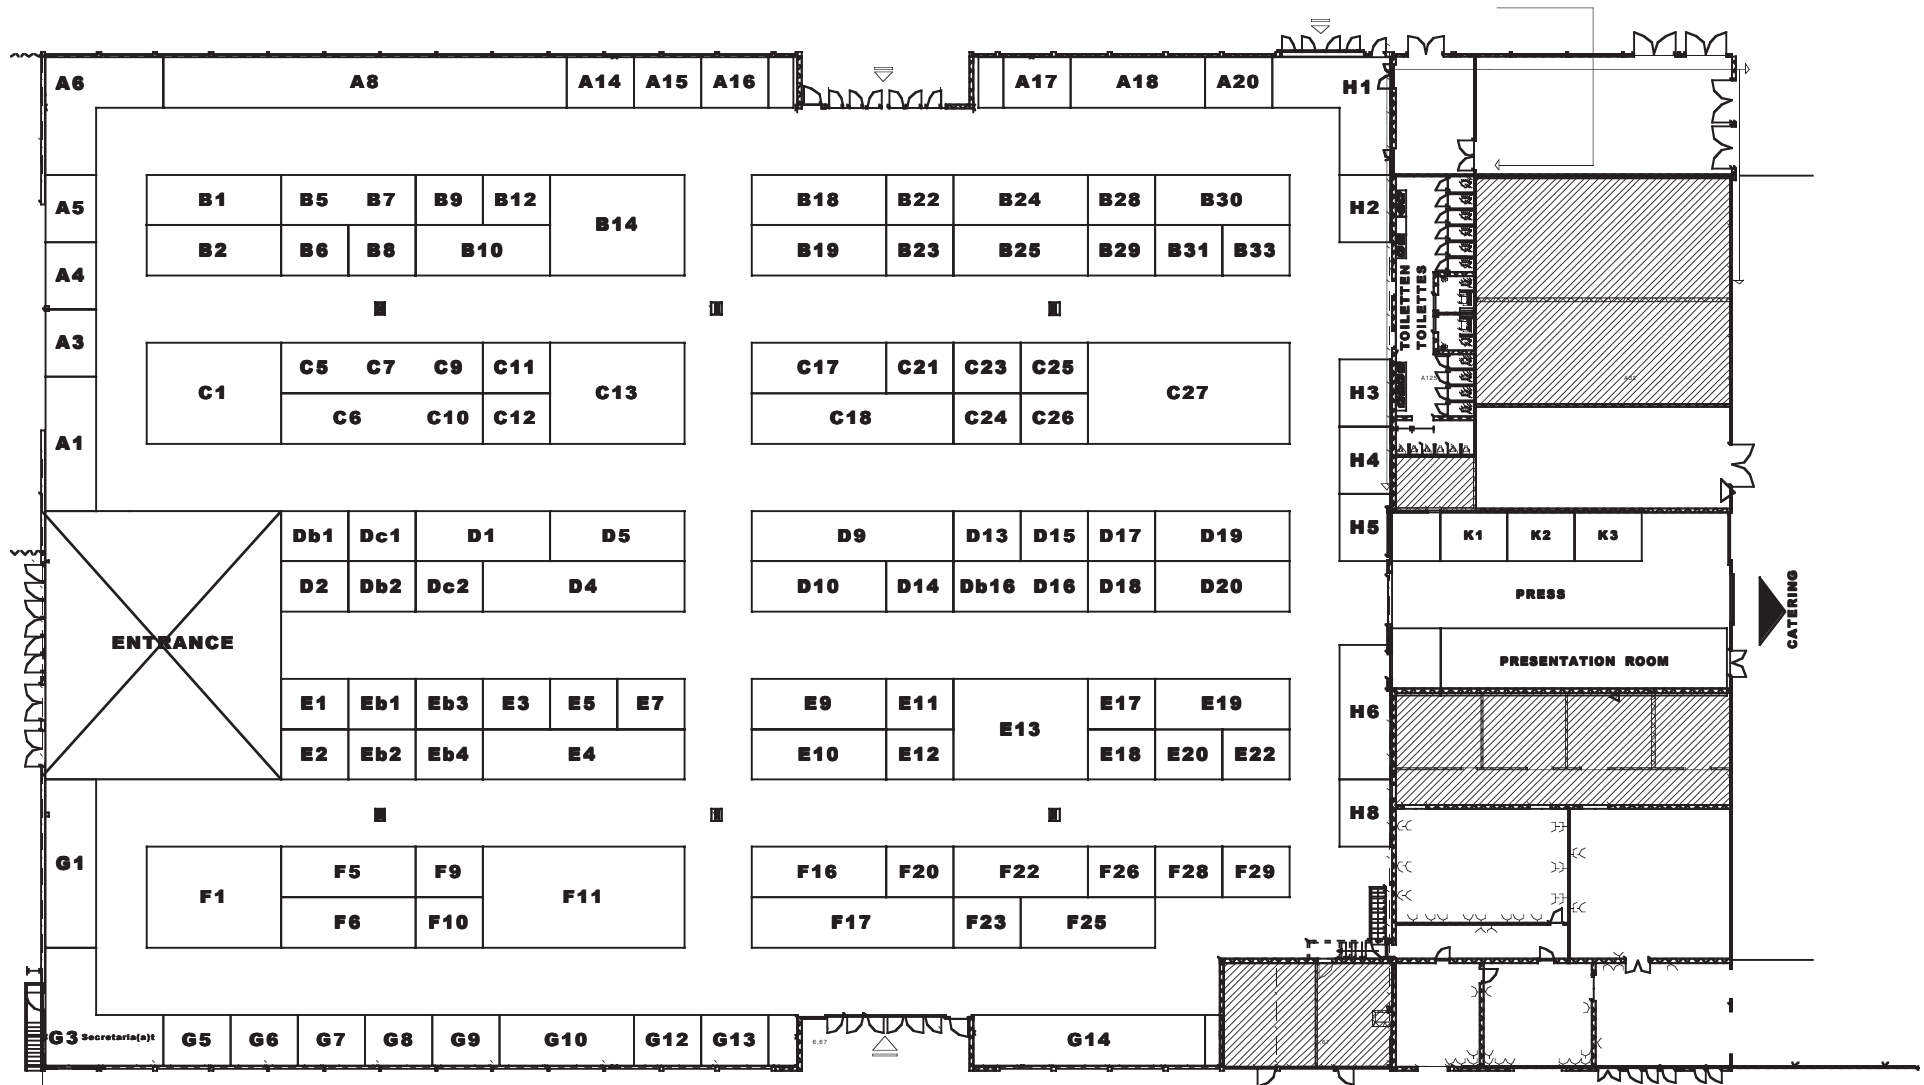 A6 A8 A14 A15 A16 A17 A18 A20 H1
A5 B1 B5 B7 B9 B12 B14 B18 B22 B24 B28 B30 H2
B2 B6 B8 B10 B19 B23 B25 B29 B31 B33
A4
TOILETTEN
TOILETTES
A3
C1 C5 C7 C9 C11 C13 C17 C21 C23 C25 C27 H3
C6 C10 C12 C18 C24 C26
A1 H4
Db1 Dc1 D1 D5 D9 D13 D15 D17 D19 H5 K1 K2 K3
D2 Db2 Dc2 D4 D10 D14 Db16 D16 D18 D20
PRESS
CATERING
ENTRANCE
PRESENTATION ROOM
E1 Eb1 Eb3 E3 E5 E7 E9 E11 E13 E17 E19 H6
E2 Eb2 Eb4 E4 E10 E12 E18 E20 E22
H8
G1 F1 F5 F9 F11 F16 F20 F22 F26 F28 F29
F6 F10 F17 F23 F25
G3 Secretaria(a)t G5 G6 G7 G8 G9 G10 G12 G13 G14
6,67